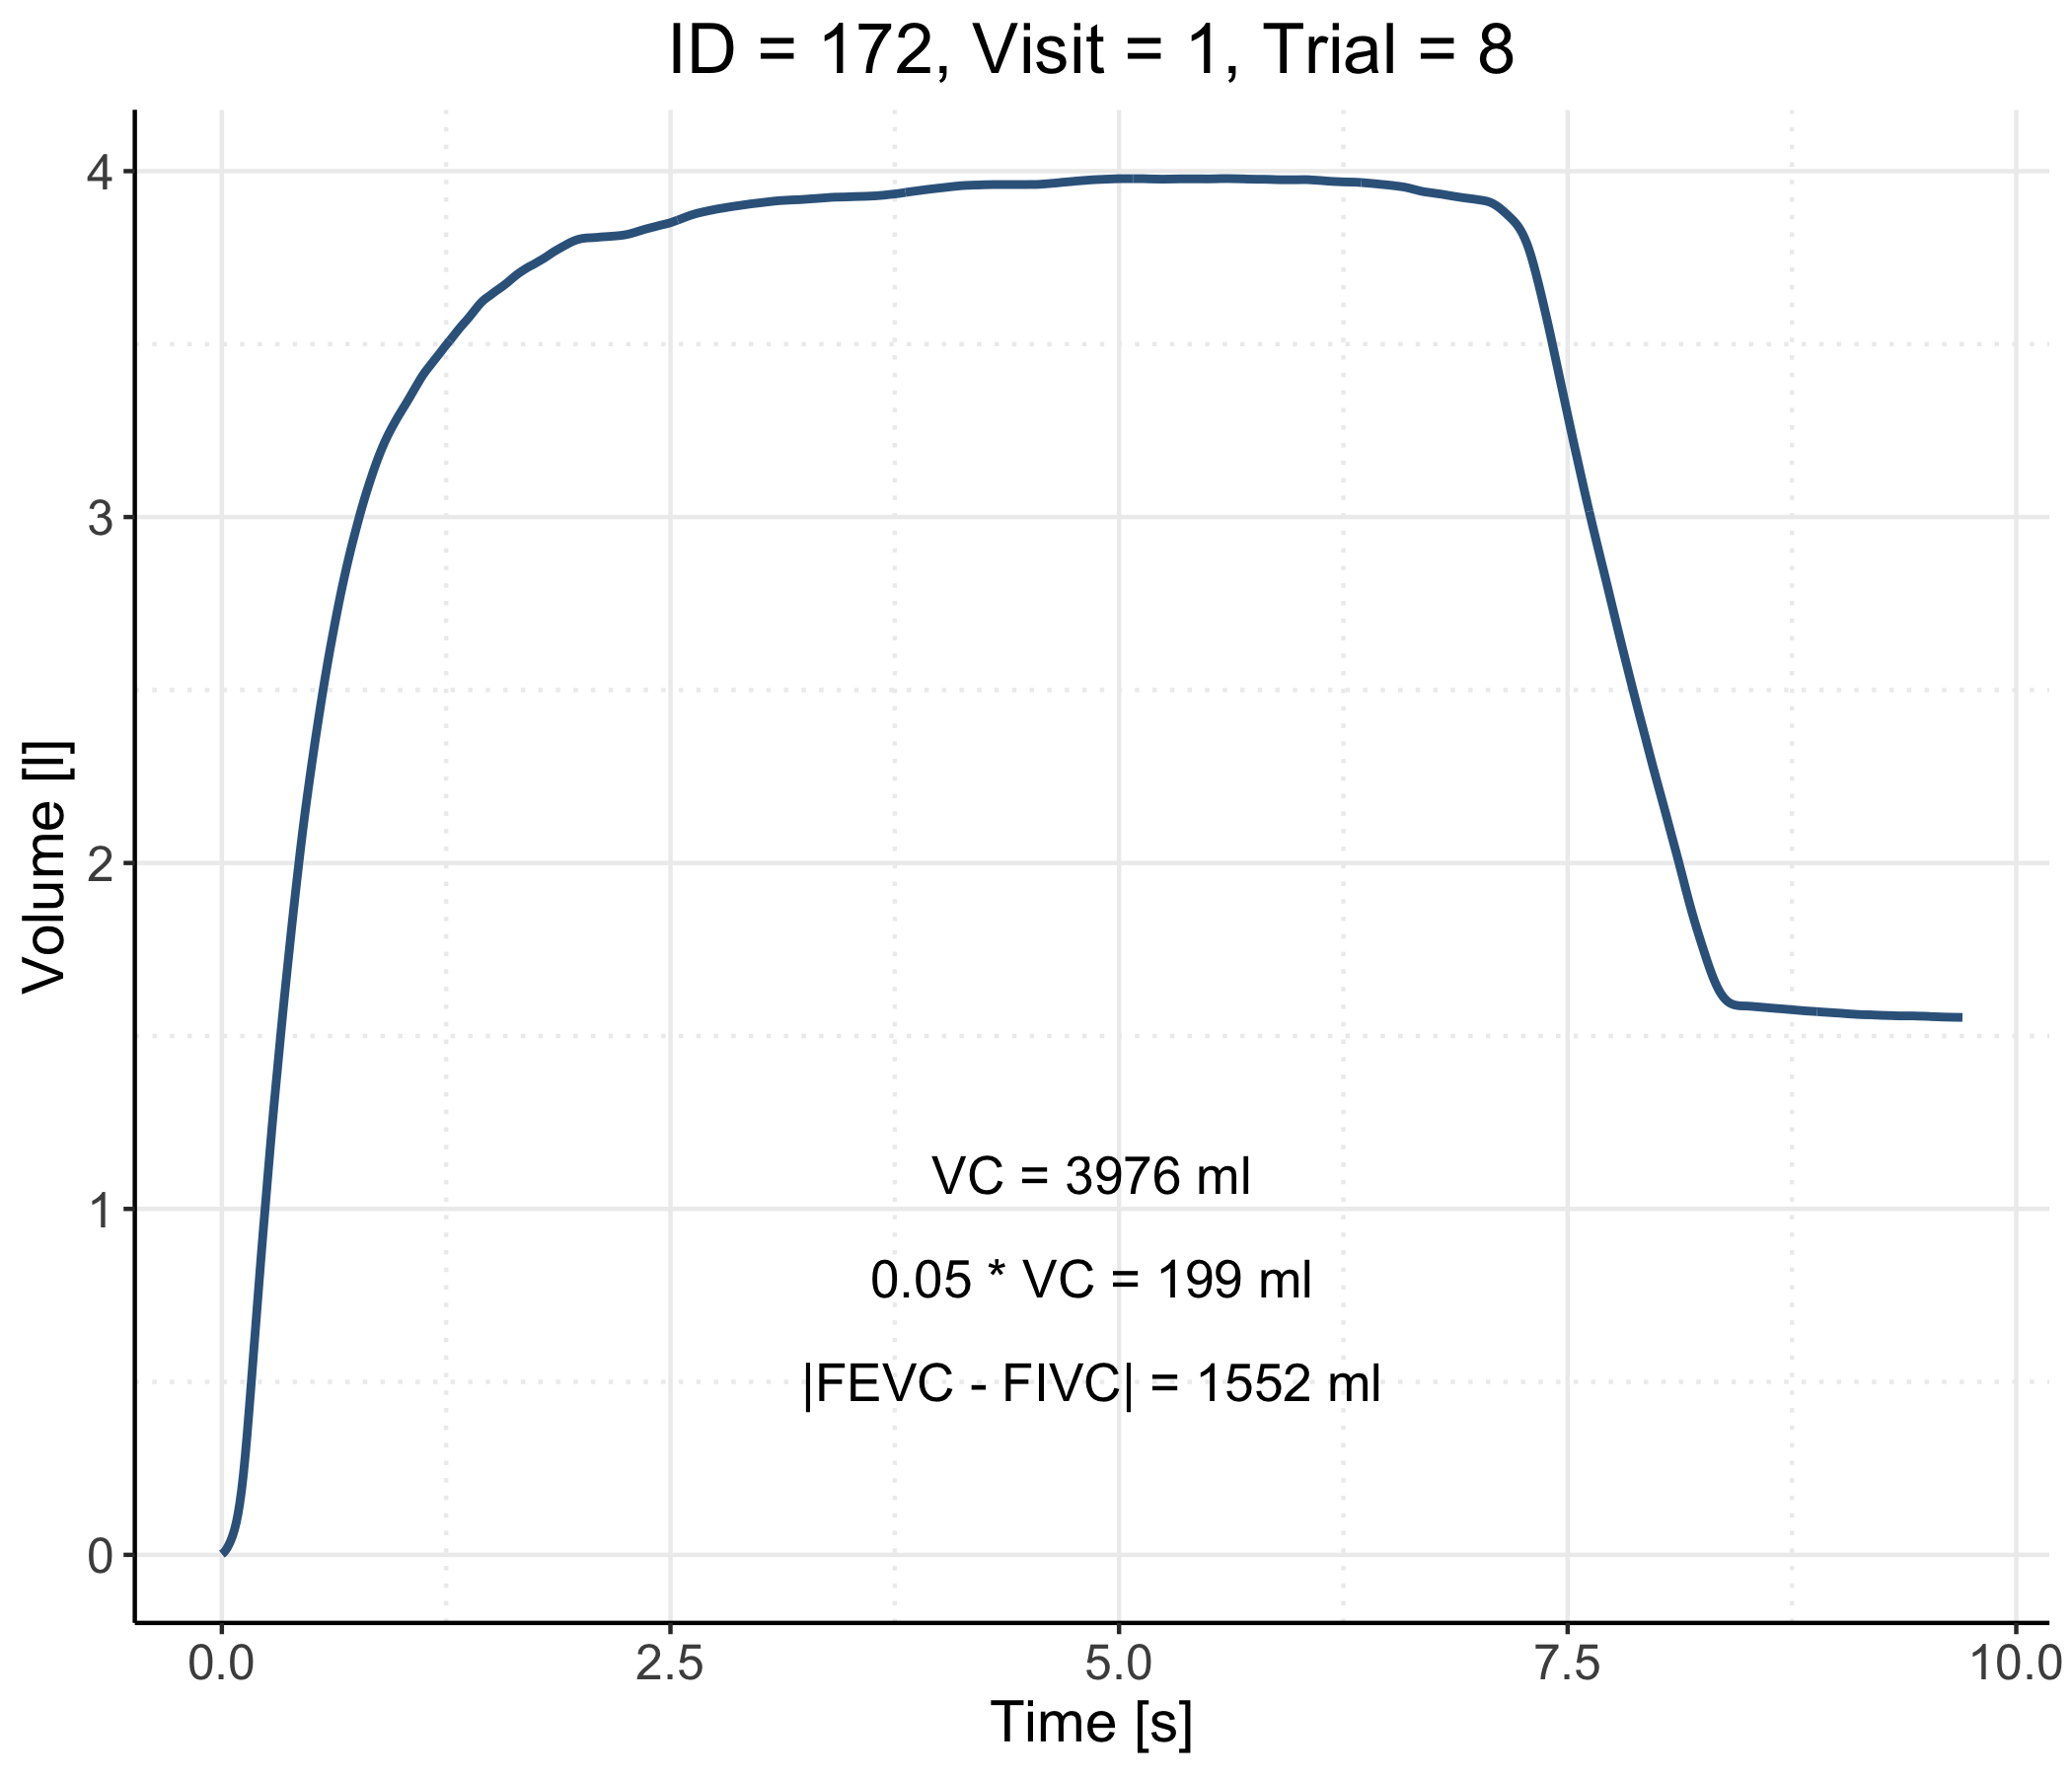 ID = 172, Visit = 1, Trial = 8
4
3
2
1
0
Volume [l]
VC = 3976 ml
0.05 * VC = 199 ml
|FEVC - FIVC| = 1552 ml
0.0 2.5 5.0 7.5 10.0
Time [s]